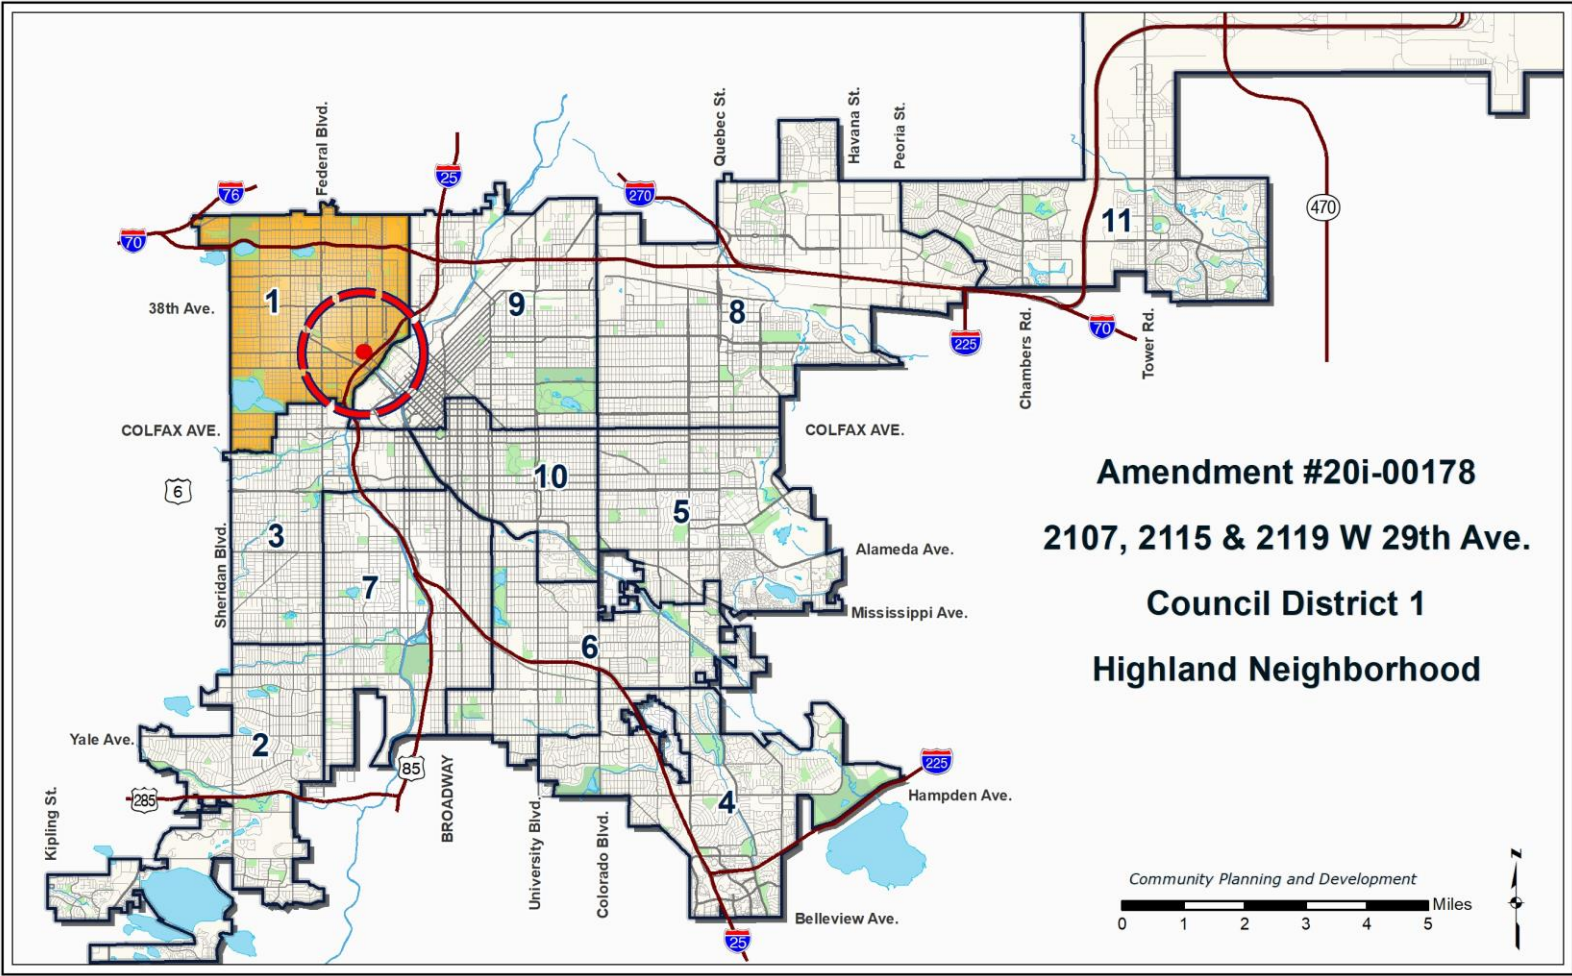 Federal Blvd.
Quebec St.
Havana St.
Peoria St.
76
25
270
70
470
11
1
9
8
38th Ave.
225
70
Chambers Rd.
Tower Rd.
COLFAX AVE.
COLFAX AVE.
6
10
5
3
Sheridan Blvd.
7
Alameda Ave.
Mississippi Ave.
6
Yale Ave.
2
85
285
BROADWAY
Kipling St.
University Blvd.
Colorado Blvd.
4
225
Hampden Ave.
Belleview Ave.
25
Amendment #20i-00178
2107, 2115 & 2119 W 29th Ave.
Council District 1
Highland Neighborhood
Community Planning and Development
Miles
0 1 2 3 4 5
N